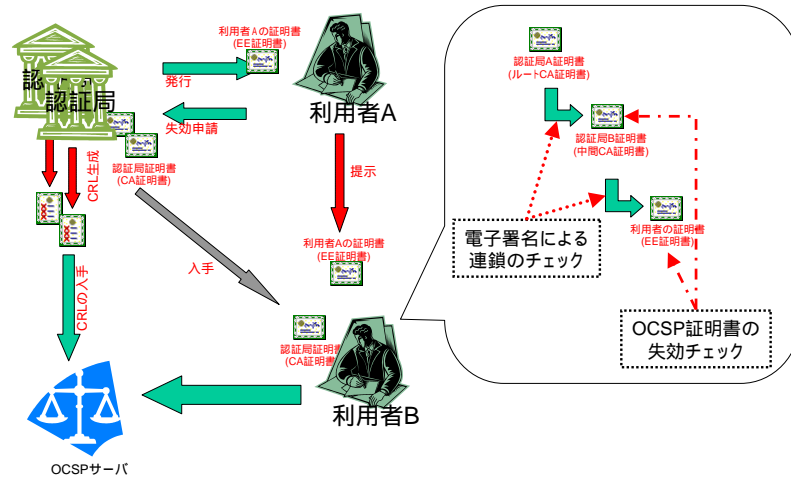 利用者Aの証明書
(EE証明書)
発行
認証局
認証局
失効申請
利用者A
認証局証明書
(CA証明書)
CRL生成
提示
入手
利用者Aの証明書
(EE証明書)
CRLの入手
認証局証明書
(CA証明書)
利用者B
OCSPサーバ
認証局A証明書
(ルートCA証明書)
認証局B証明書
(中間CA証明書)
利用者の証明書
(EE証明書)
電子署名による
連鎖のチェック
OCSP証明書の
失効チェック